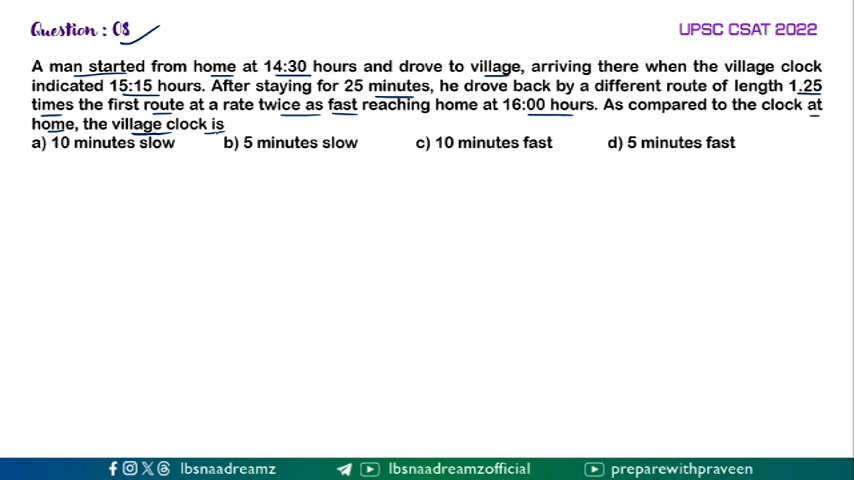 Question : 08
UPSC CSAT 2022
A man started from home at 14:30 hours and drove to village, arriving there when the village clock
indicated 15:15 hours. After staying for 25 minutes, he drove back by a different route of length 1.25
times the first route at a rate twice as fast reaching home at 16:00 hours. As compared to the clock at
home, the village clock is
a) 10 minutes slow b) 5 minutes slow c) 10 minutes fast d) 5 minutes fast
lbsnaadreamz lbsnaadreamzofficial preparewithpraveen